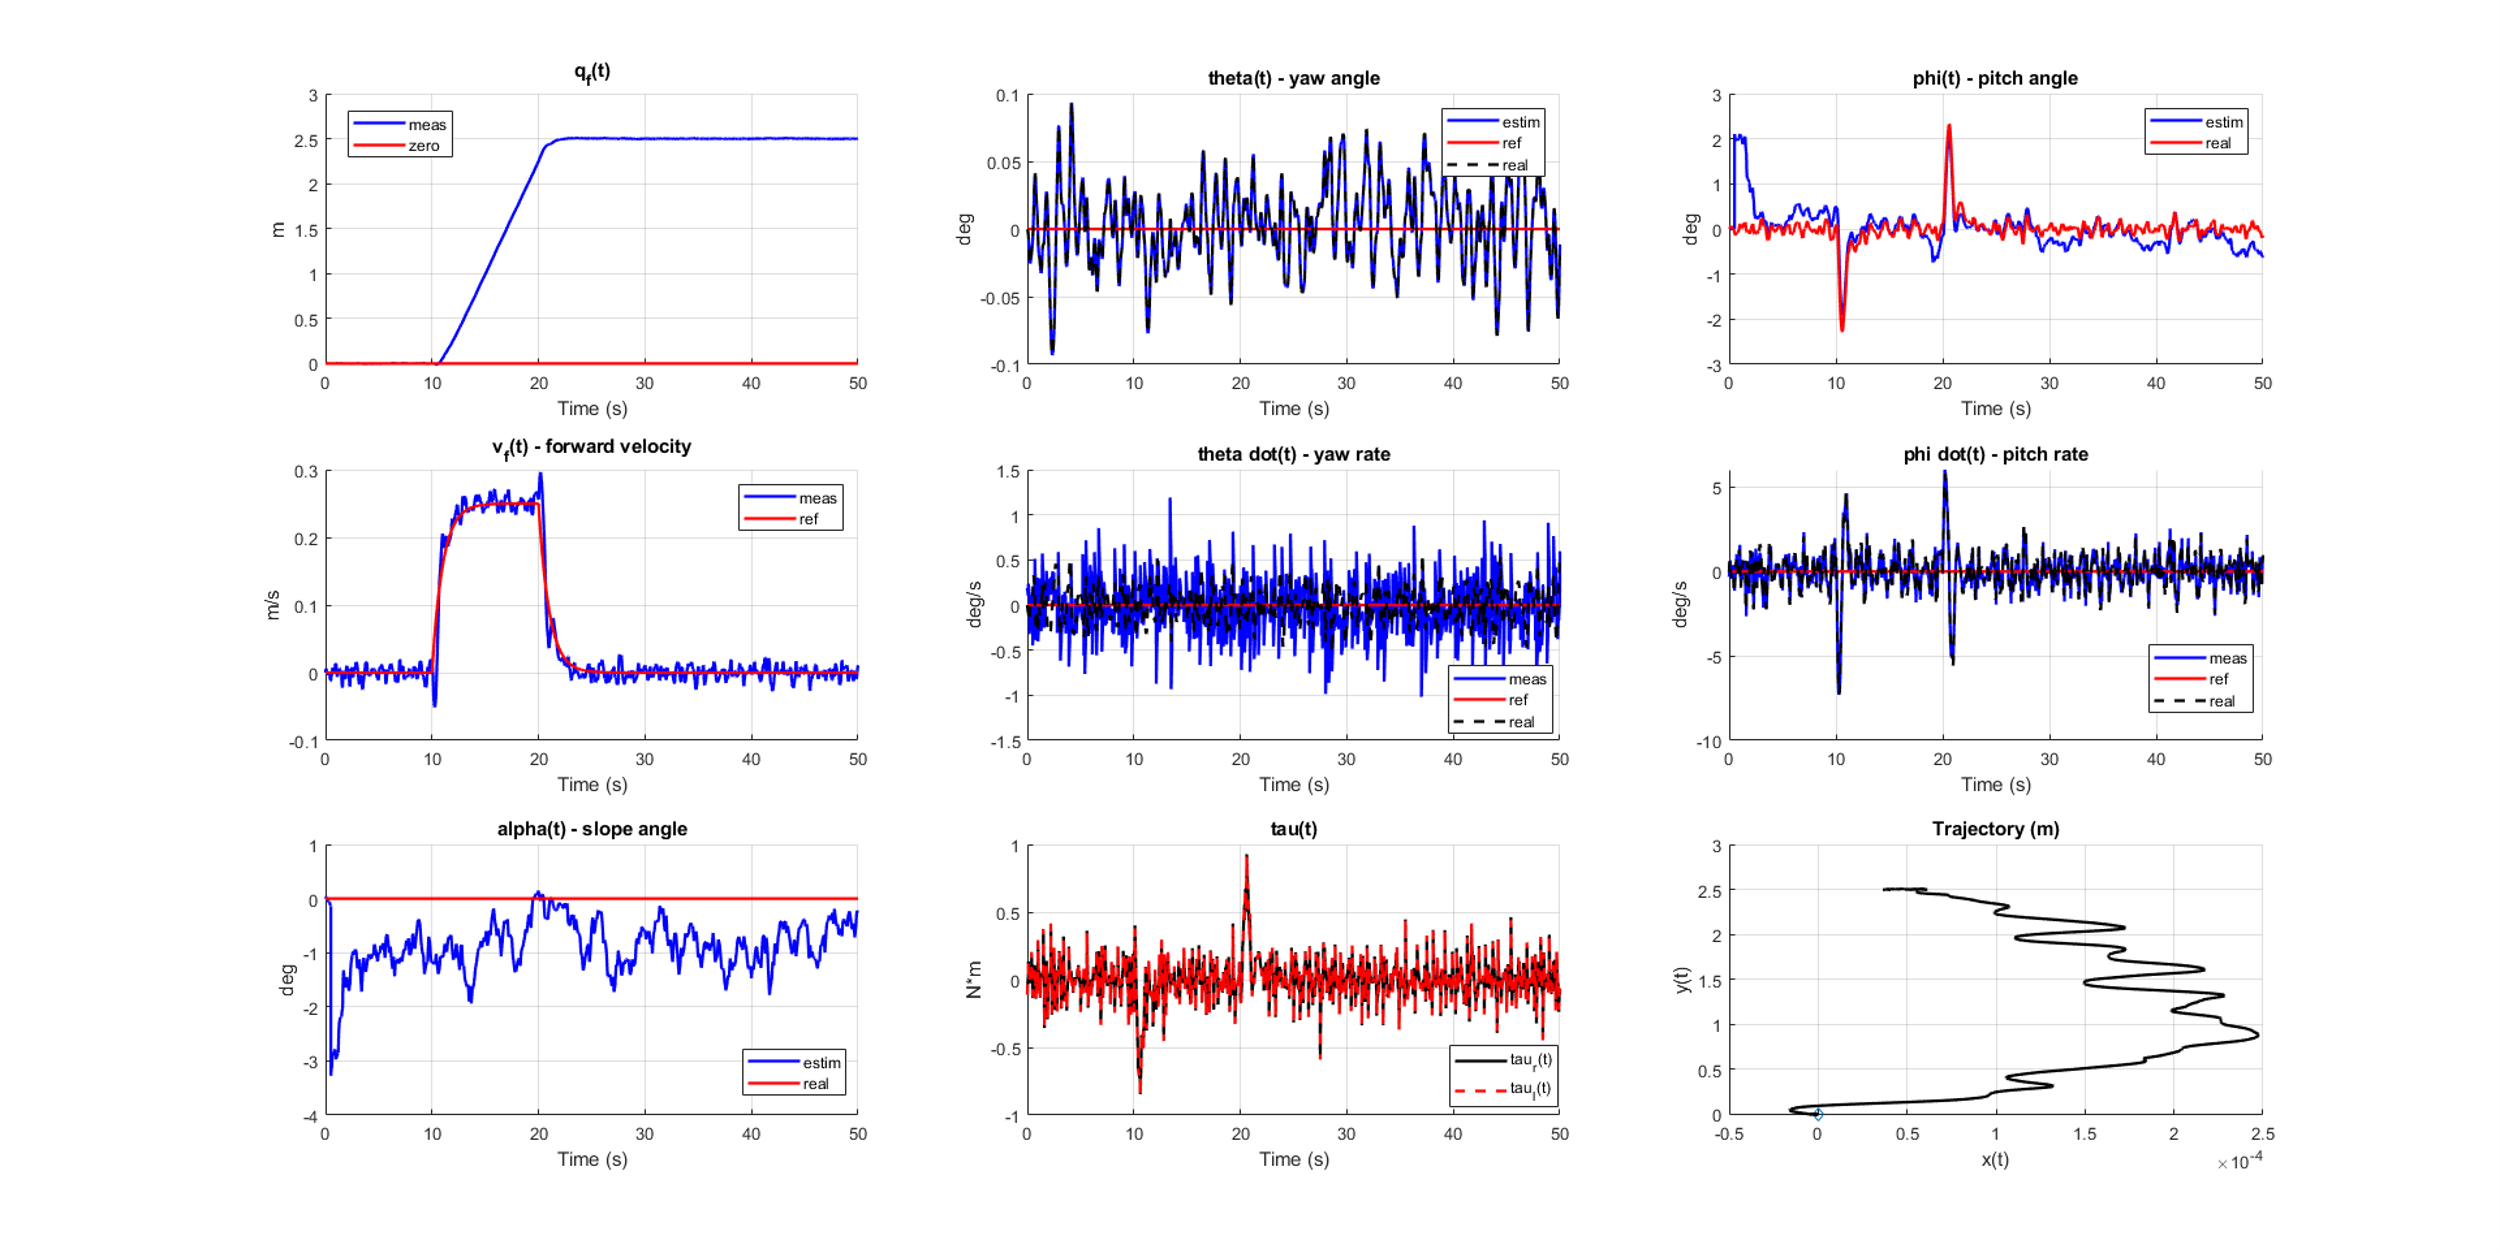 q_f(t)
3
2.5
2
1.5
1
0.5
0
m
meas
zero
0 10 20 30 40 50
Time (s)
theta(t) - yaw angle
0.1
0.05
0
-0.05
-0.1
deg
estim
ref
real
0 10 20 30 40 50
Time (s)
phi(t) - pitch angle
3
2
1
0
-1
-2
-3
deg
estim
real
0 10 20 30 40 50
Time (s)
v_f(t) - forward velocity
0.3
0.2
0.1
0
-0.1
m/s
meas
ref
0 10 20 30 40 50
Time (s)
theta dot(t) - yaw rate
1.5
1
0.5
0
-0.5
-1
-1.5
deg/s
meas
ref
real
0 10 20 30 40 50
Time (s)
phi dot(t) - pitch rate
5
0
-5
-10
deg/s
meas
ref
real
0 10 20 30 40 50
Time (s)
alpha(t) - slope angle
1
0
-1
-2
-3
-4
deg
estim
real
0 10 20 30 40 50
Time (s)
tau(t)
1
0.5
0
-0.5
-1
N*m
tau_r(t)
tau_l(t)
0 10 20 30 40 50
Time (s)
Trajectory (m)
3
2.5
2
1.5
1
0.5
0
y(t)
-0.5 0 0.5 1 1.5 2 2.5
x(t)
×10^-4